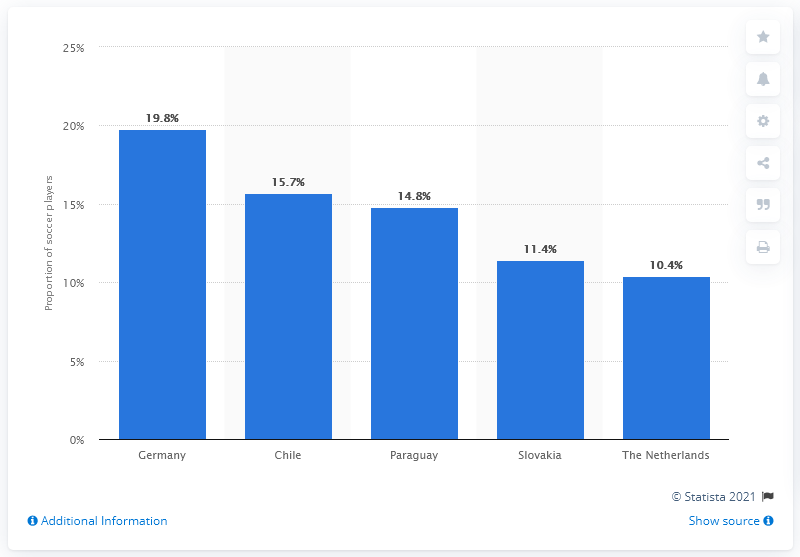 25%
20%
15%
10%
5%
0%
Proportion of soccer players
19.8%
15.7%
14.8%
11.4%
10.4%
Germany
Chile
Paraguay
Slovakia
The Netherlands
© Statista 2021
Additional Information
Show source